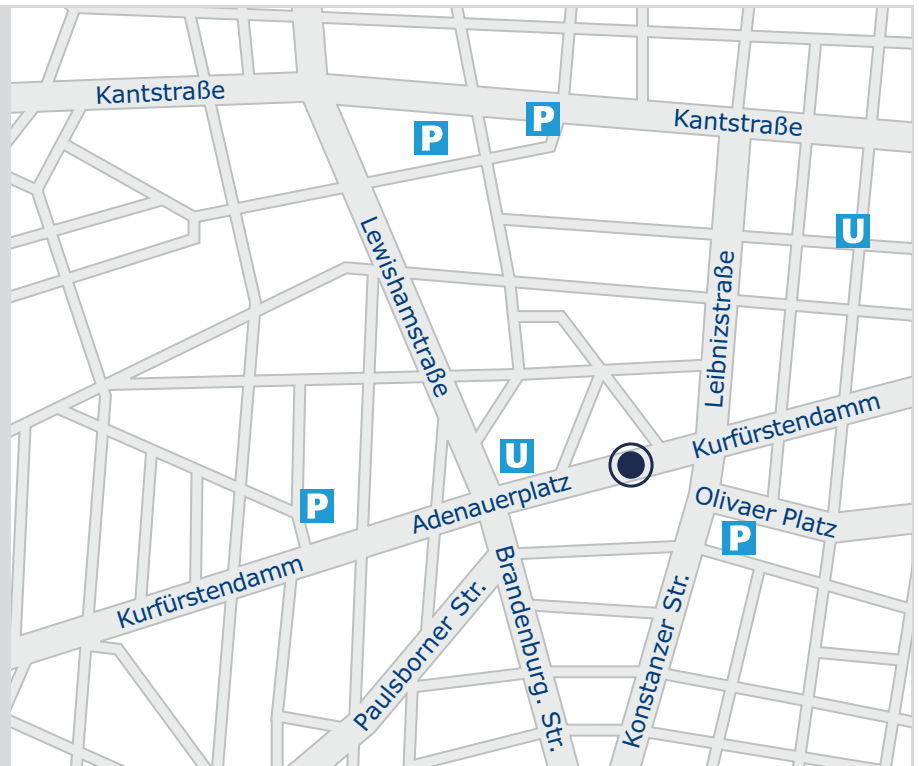 Kantstraße
P
P
Kantstraße
U
Lewishamstraße
Leibnizstraße
Kurfürstendamm
U
Adenauerplatz
P
Olivaer Platz
P
Kurfürstendamm
Brandenburg. Str.
Paulsborner Str.
Konstanzer Str.